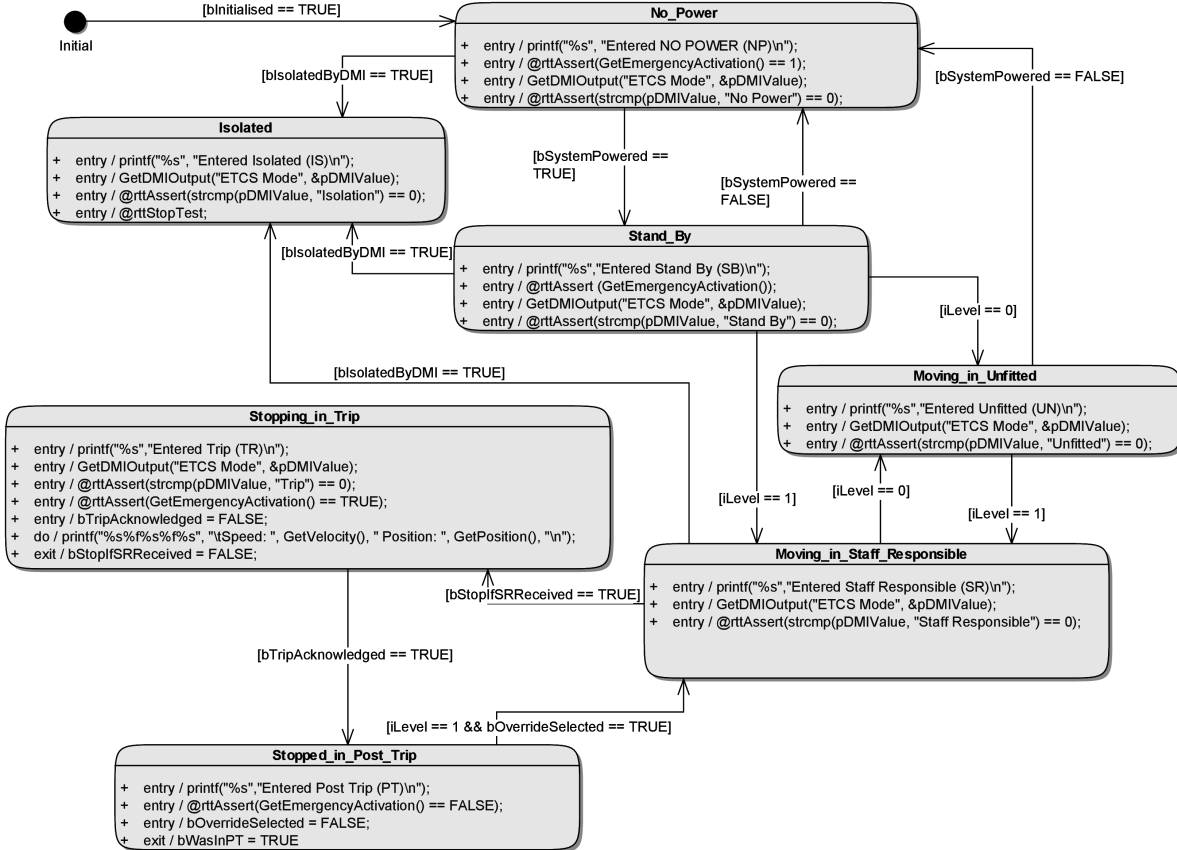 [bInitialised == TRUE]
Initial
No_Power
+ entry / printf("%s", "Entered NO POWER (NP)\n");
+ entry / @rttAssert(GetEmergencyActivation() == 1);
+ entry / GetDMIOutput("ETCS Mode", &pDMIValue);
+ entry / @rttAssert(strcmp(pDMIValue, "No Power") == 0);
[bIsolatedByDMI == TRUE]
[bSystemPowered == FALSE]
Isolated
+ entry / printf("%s", "Entered Isolated (IS)\n");
+ entry / GetDMIOutput("ETCS Mode", &pDMIValue);
+ entry / @rttAssert(strcmp(pDMIValue, "Isolation") == 0);
+ entry / @rttStopTest;
[bSystemPowered ==
TRUE]
[bSystemPowered ==
FALSE]
[bIsolatedByDMI == TRUE]
Stand_By
+ entry / printf("%s","Entered Stand By (SB)\n");
+ entry / @rttAssert (GetEmergencyActivation());
+ entry / GetDMIOutput("ETCS Mode", &pDMIValue);
+ entry / @rttAssert(strcmp(pDMIValue, "Stand By") == 0);
[iLevel == 0]
[bIsolatedByDMI == TRUE]
Moving_in_Unfitted
+ entry / printf("%s","Entered Unfitted (UN)\n");
+ entry / GetDMIOutput("ETCS Mode", &pDMIValue);
+ entry / @rttAssert(strcmp(pDMIValue, "Unfitted") == 0);
Stopping_in_Trip
+ entry / printf("%s","Entered Trip (TR)\n");
+ entry / GetDMIOutput("ETCS Mode", &pDMIValue);
+ entry / @rttAssert(strcmp(pDMIValue, "Trip") == 0);
+ entry / @rttAssert(GetEmergencyActivation() == TRUE);
+ entry / bTripAcknowledged = FALSE;
+ do / printf("%s%f%s%f%s", "\tSpeed: ", GetVelocity(), " Position: ", GetPosition(), "\n");
+ exit / bStopIfSRReceived = FALSE;
[iLevel == 1]
[iLevel == 0]
[iLevel == 1]
Moving_in_Staff_Responsible
+ entry / printf("%s","Entered Staff Responsible (SR)\n");
+ entry / GetDMIOutput("ETCS Mode", &pDMIValue);
+ entry / @rttAssert(strcmp(pDMIValue, "Staff Responsible") == 0);
[bStopIfSRReceived == TRUE]
[bTripAcknowledged == TRUE]
[iLevel == 1 && bOverrideSelected == TRUE]
Stopped_in_Post_Trip
+ entry / printf("%s","Entered Post Trip (PT)\n");
+ entry / @rttAssert(GetEmergencyActivation() == FALSE);
+ entry / bOverrideSelected = FALSE;
+ exit / bWasInPT = TRUE